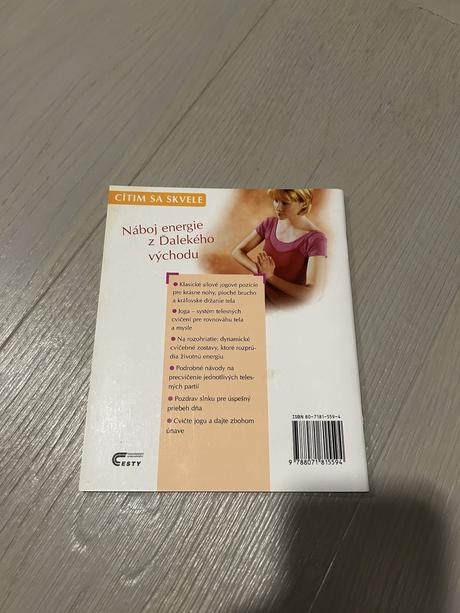 CÍTIM SA SKVELE
Náboj energie
z Ďalekého
východu
● Klasické silové jogové pozície
pre krásne nohy, ploché brucho
a kráľovské držanie tela
● Joga – systém telesných
cvičení pre rovnováhu tela
a mysle
● Na rozohriatie: dynamické
cvičebné zostavy, ktoré rozprú-
dia životnú energiu
● Podrobné návody na
precvičenie jednotlivých teles-
ných partií
● Pozdrav slnku pre úspešný
priebeh dňa
● Cvičte jogu a dajte zbohom
únave
ISBN 80-7181-559-4
9 788071 815594
CESTY